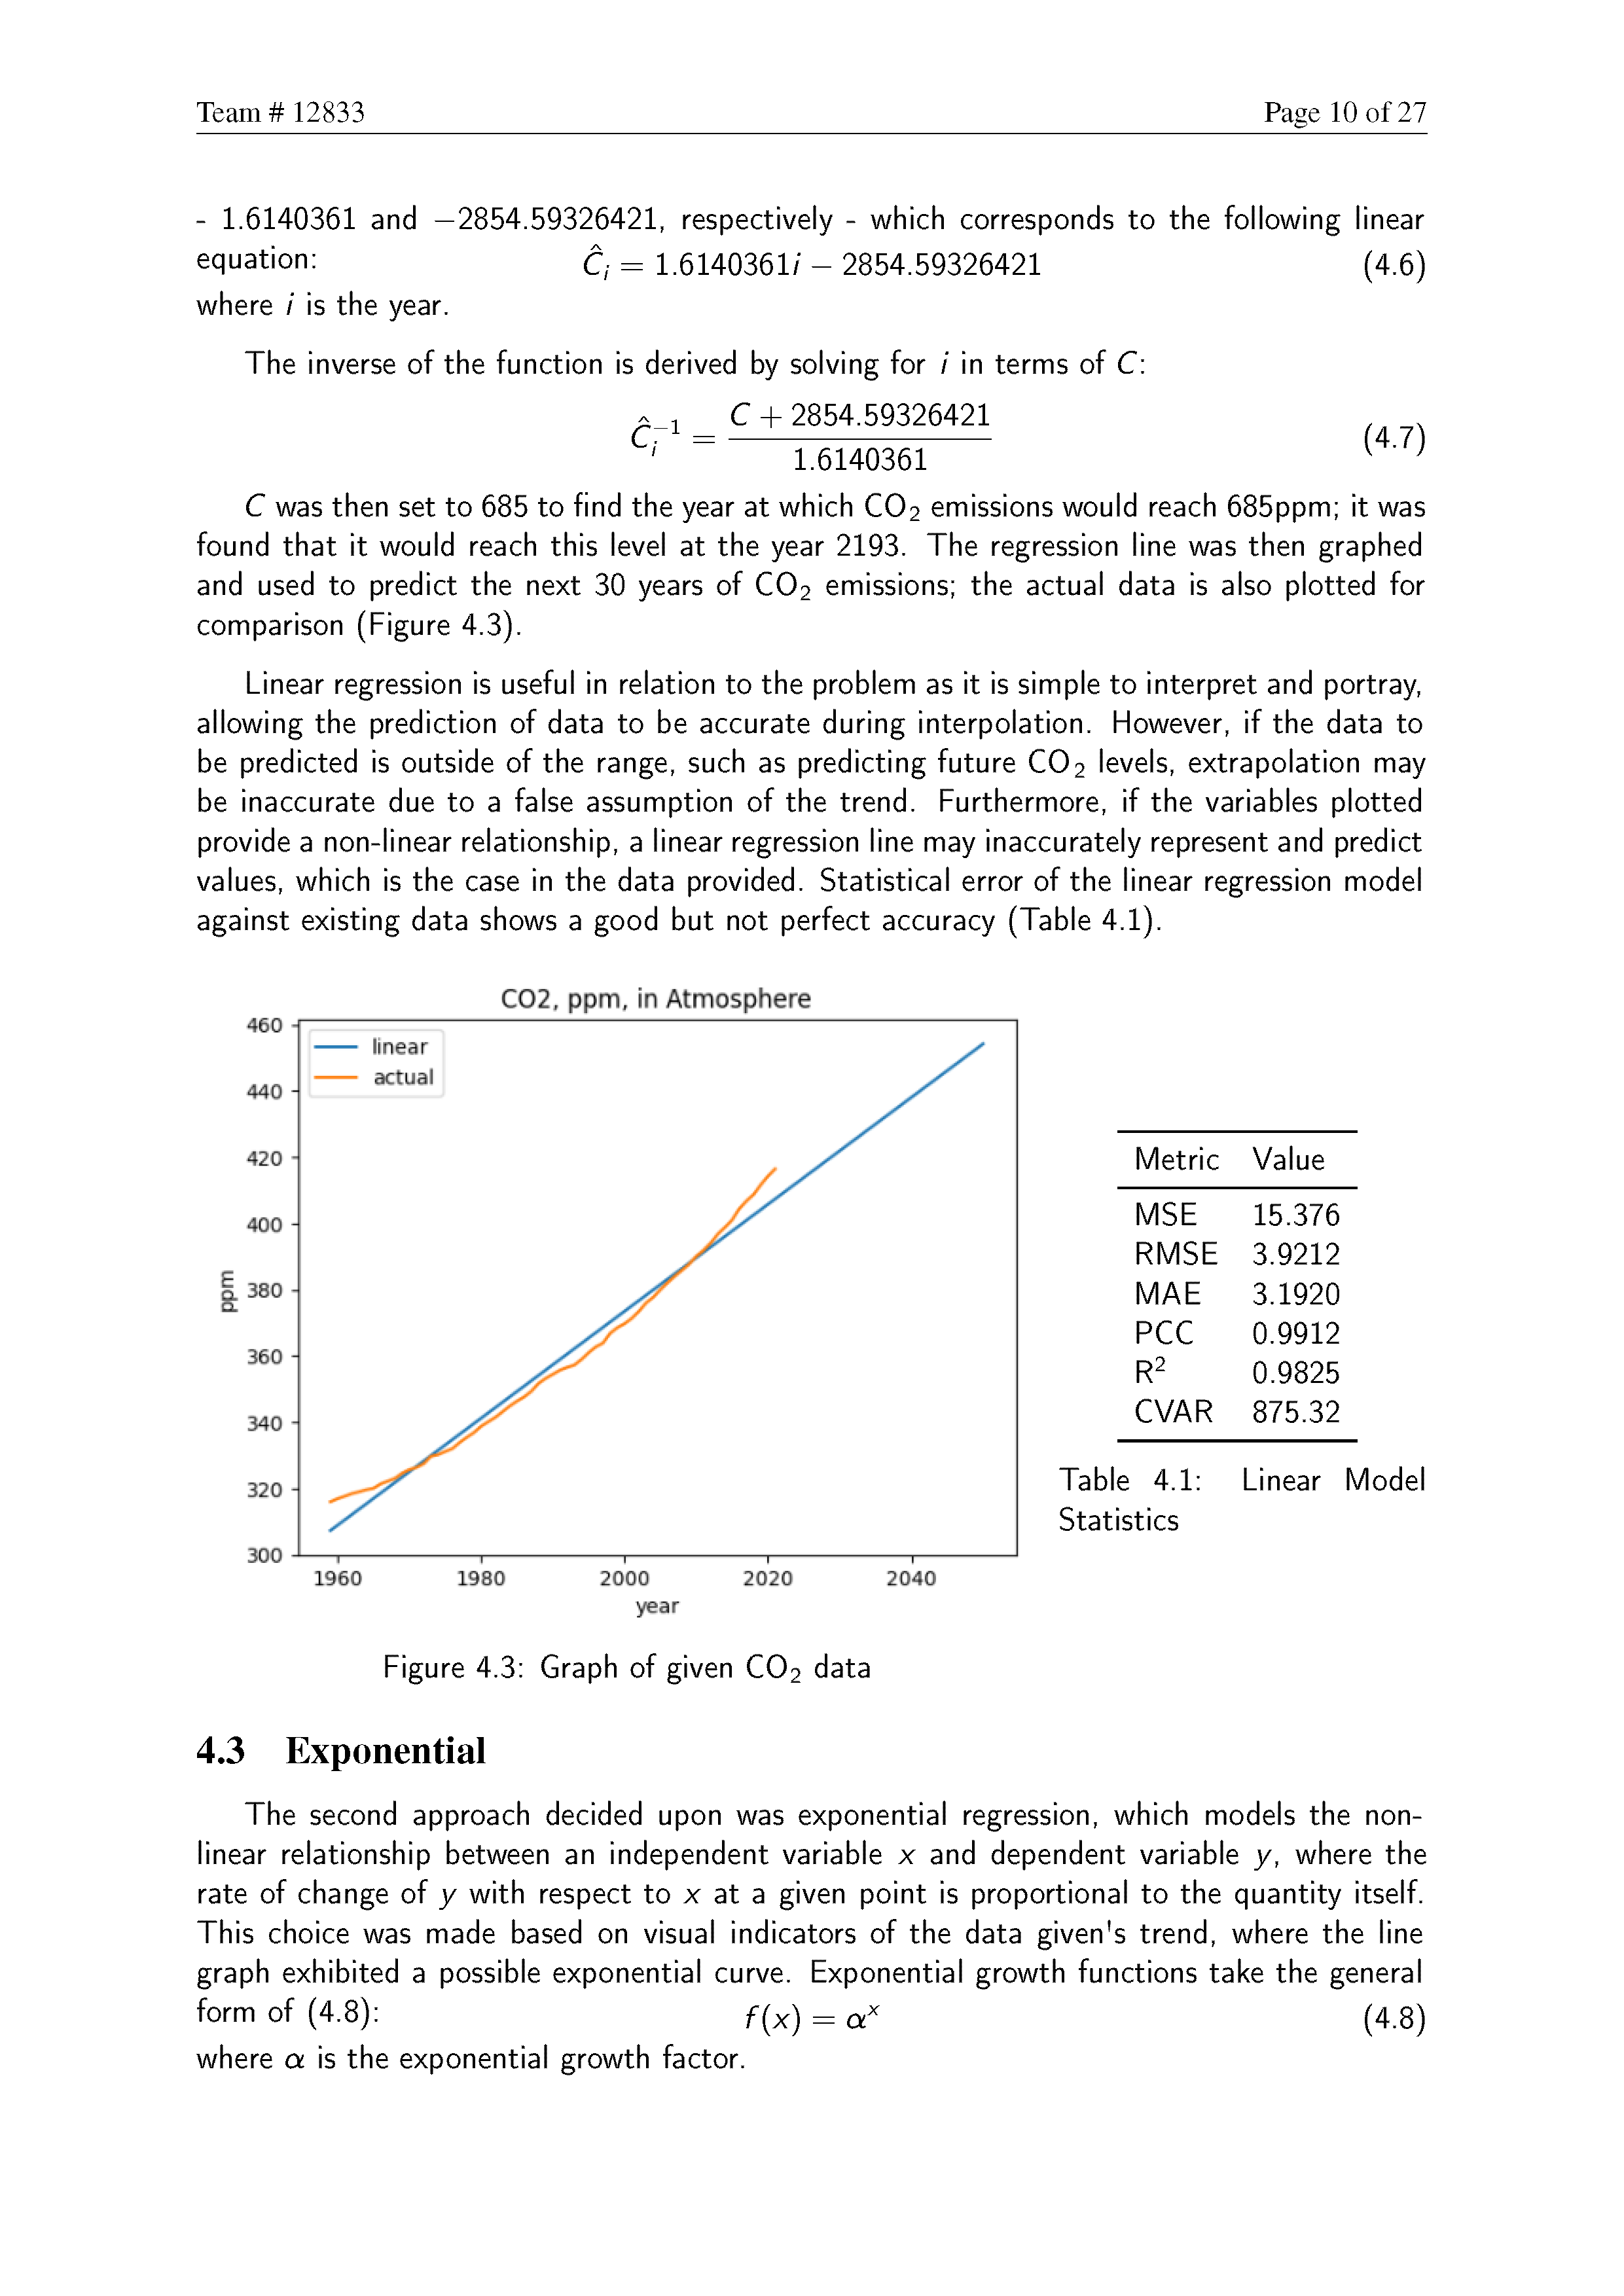 Team # 12833 Page 10 of 27
- 1.6140361 and −2854.59326421, respectively - which corresponds to the following linear
equation: Ĉᵢ = 1.6140361i − 2854.59326421 (4.6)
where i is the year.
The inverse of the function is derived by solving for i in terms of C:
Ĉᵢ⁻¹ = (C + 2854.59326421) / 1.6140361 (4.7)
C was then set to 685 to find the year at which CO₂ emissions would reach 685ppm; it was
found that it would reach this level at the year 2193. The regression line was then graphed
and used to predict the next 30 years of CO₂ emissions; the actual data is also plotted for
comparison (Figure 4.3).
Linear regression is useful in relation to the problem as it is simple to interpret and portray,
allowing the prediction of data to be accurate during interpolation. However, if the data to
be predicted is outside of the range, such as predicting future CO₂ levels, extrapolation may
be inaccurate due to a false assumption of the trend. Furthermore, if the variables plotted
provide a non-linear relationship, a linear regression line may inaccurately represent and predict
values, which is the case in the data provided. Statistical error of the linear regression model
against existing data shows a good but not perfect accuracy (Table 4.1).
CO2, ppm, in Atmosphere
linear
actual
460
440
420
400
380
360
340
320
300
ppm
1960 1980 2000 2020 2040
year
Figure 4.3: Graph of given CO₂ data
Metric Value
MSE 15.376
RMSE 3.9212
MAE 3.1920
PCC 0.9912
R² 0.9825
CVAR 875.32
Table 4.1: Linear Model
Statistics
4.3 Exponential
The second approach decided upon was exponential regression, which models the non-
linear relationship between an independent variable x and dependent variable y, where the
rate of change of y with respect to x at a given point is proportional to the quantity itself.
This choice was made based on visual indicators of the data given's trend, where the line
graph exhibited a possible exponential curve. Exponential growth functions take the general
form of (4.8): f(x) = αˣ (4.8)
where α is the exponential growth factor.